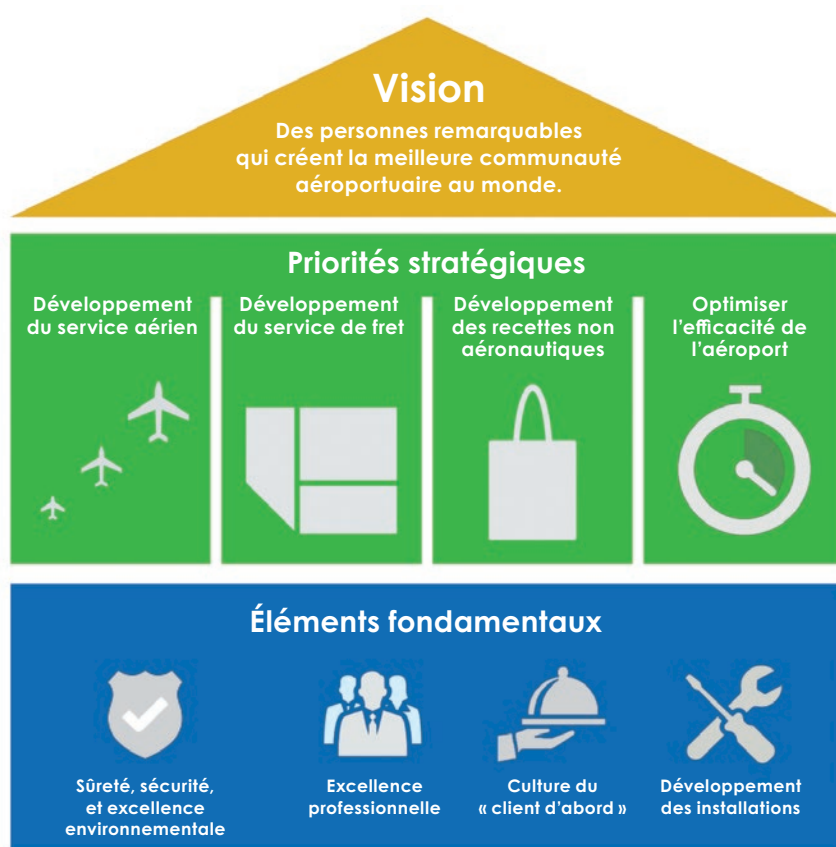 Vision
Des personnes remarquables
qui créent la meilleure communauté
aéroportuaire au monde.
Priorités stratégiques
Développement
du service aérien
Développement
du service de fret
Développement
des recettes non
aéronautiques
Optimiser
l’efficacité de
l’aéroport
Éléments fondamentaux
Sûreté, sécurité,
et excellence
environnementale
Excellence
professionnelle
Culture du
« client d’abord »
Développement
des installations